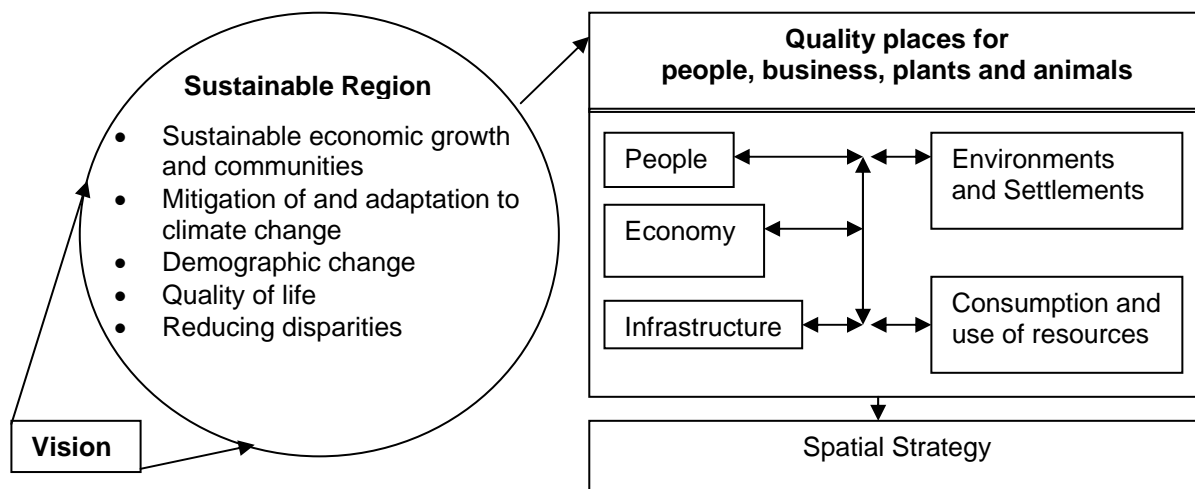 Sustainable Region
• Sustainable economic growth
and communities
• Mitigation of and adaptation to
climate change
• Demographic change
• Quality of life
• Reducing disparities
Vision
Quality places for
people, business, plants and animals
People
Economy
Infrastructure
Environments
and Settlements
Consumption and
use of resources
Spatial Strategy